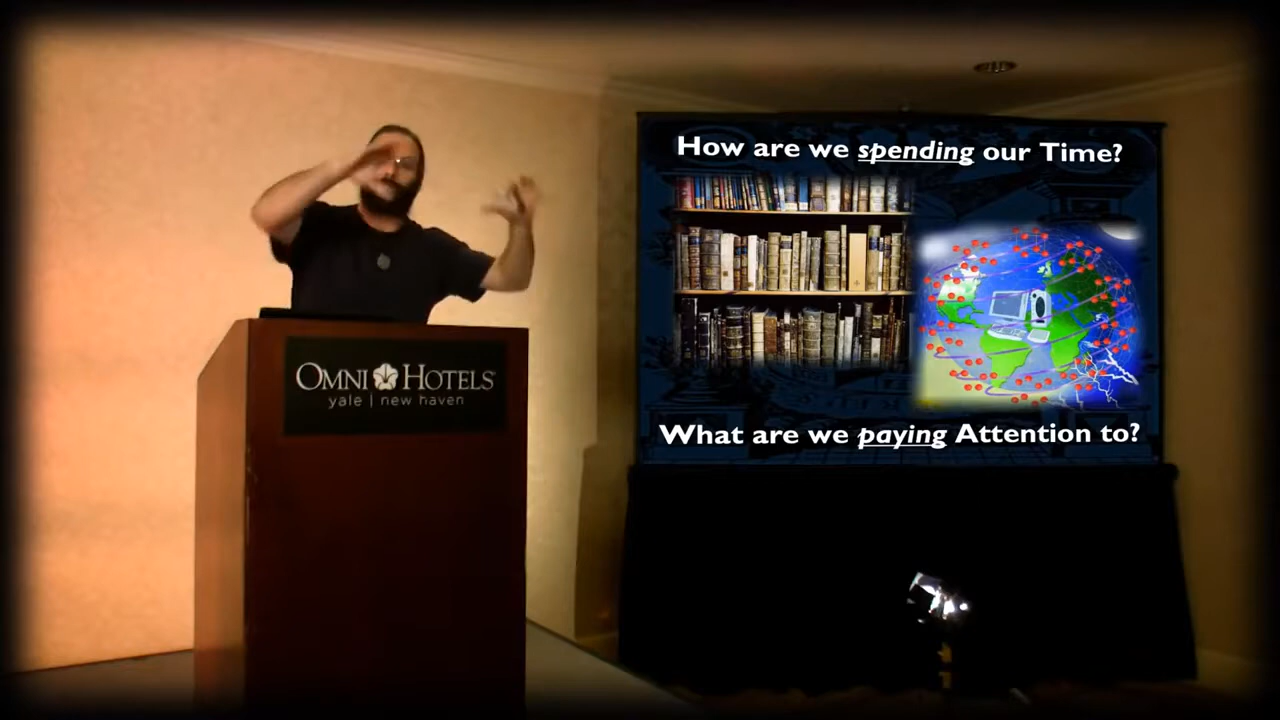 OMNI HOTELS
yale | new haven
How are we spending our Time?
What are we paying Attention to?